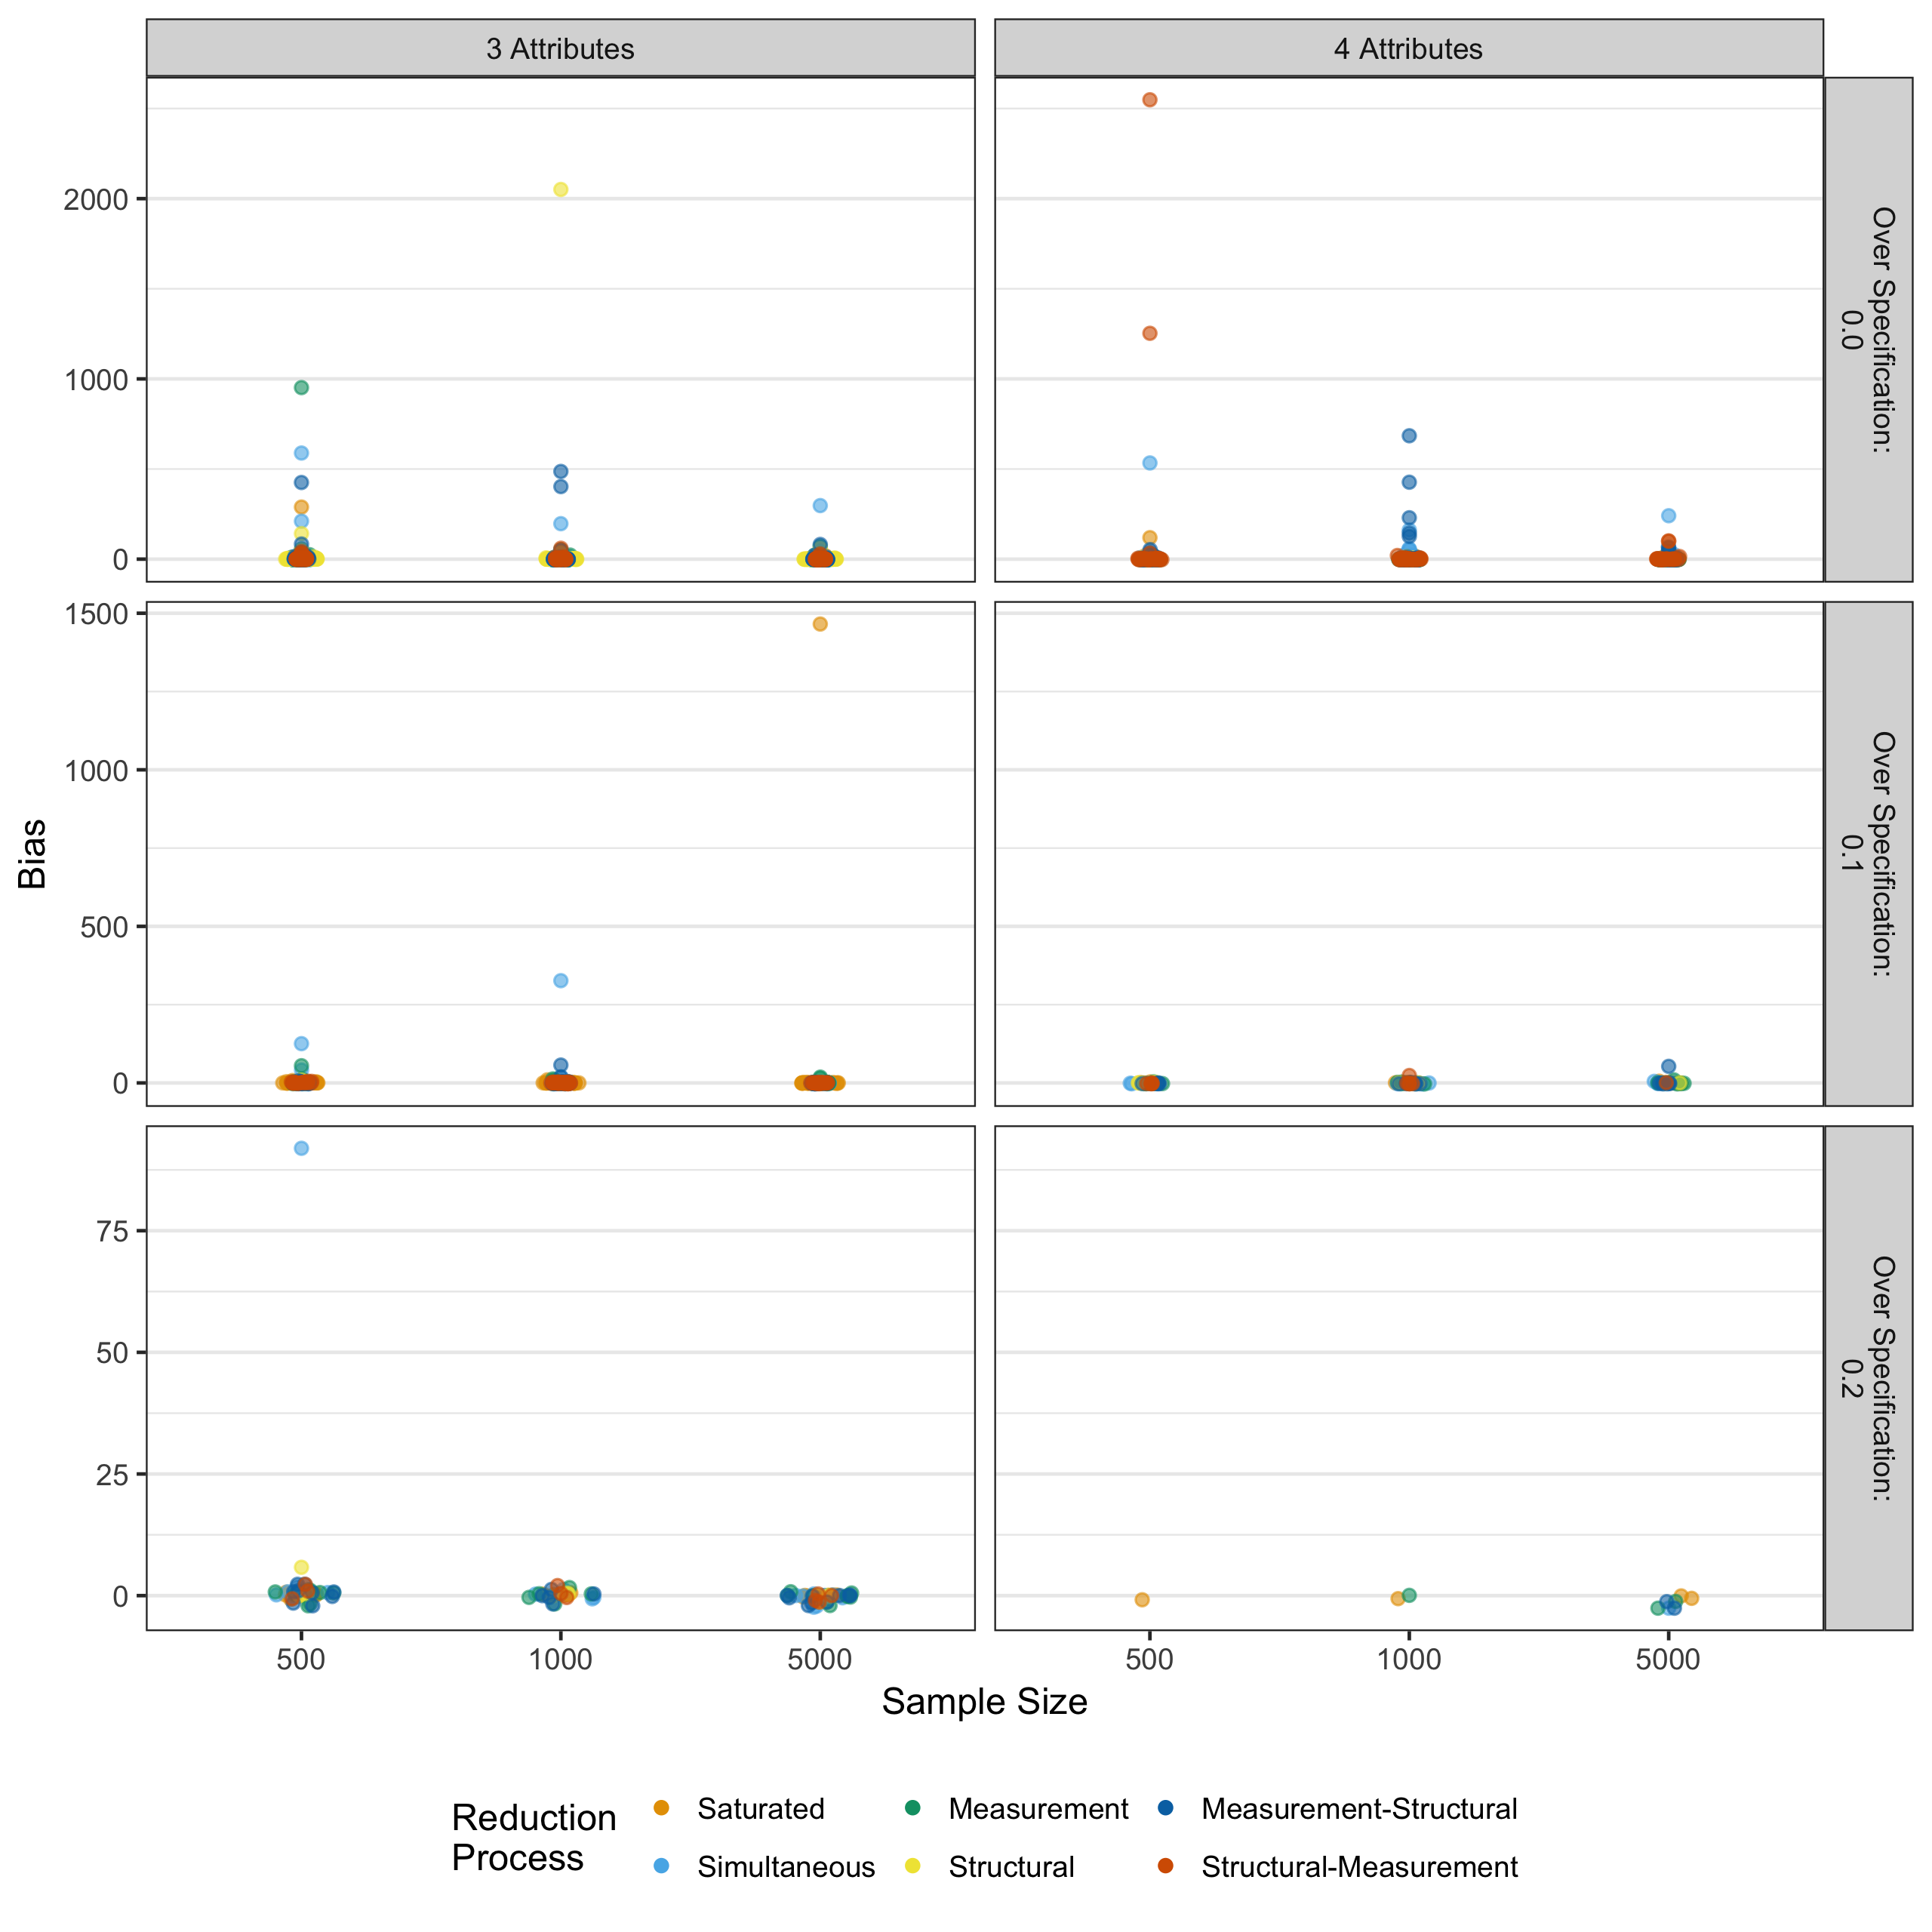 3 Attributes
4 Attributes
2000
1000
0
Over Specification:
0.0
1500
1000
500
0
Over Specification:
0.1
75
50
25
0
Over Specification:
0.2
Bias
500
1000
5000
500
1000
5000
Sample Size
Reduction
Process
Saturated
Measurement
Measurement-Structural
Simultaneous
Structural
Structural-Measurement